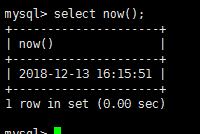 mysql> select now();
+---------------------+
| now()               |
+---------------------+
| 2018-12-13 16:15:51 |
+---------------------+
1 row in set (0.00 sec)
mysql>